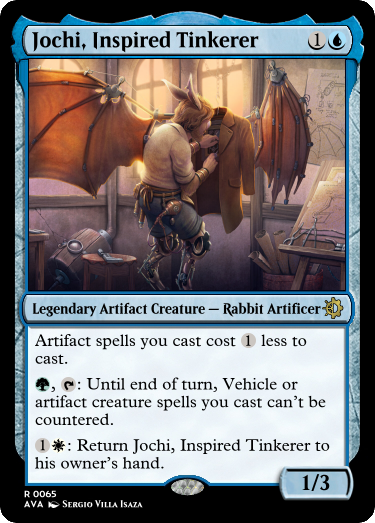 Jochi, Inspired Tinkerer 1
Legendary Artifact Creature — Rabbit Artificer
Artifact spells you cast cost 1 less to
cast.
, : Until end of turn, Vehicle or
artifact creature spells you cast can't be
countered.
1 : Return Jochi, Inspired Tinkerer to
his owner's hand.
1/3
R 0065
AVA Sergio Villa Isaza